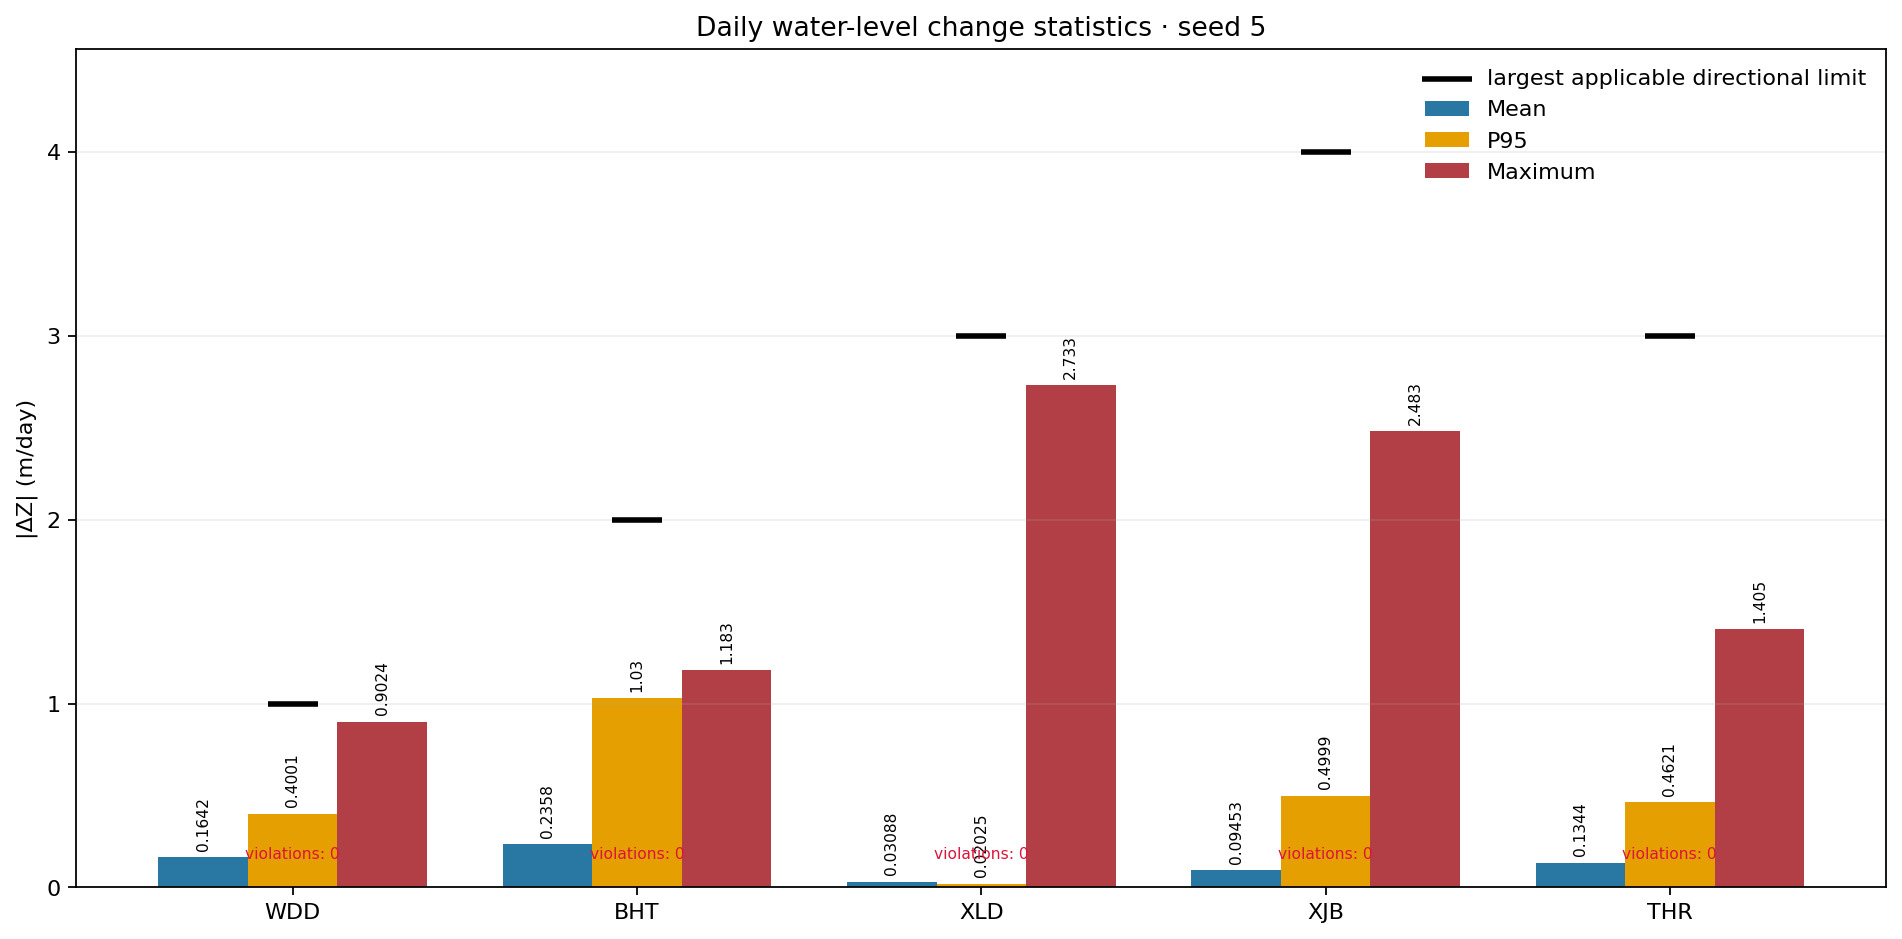 Daily water-level change statistics · seed 5
largest applicable directional limit
Mean
P95
Maximum
|ΔZ| (m/day)
4
3
2
1
0
0.1642
0.4001
0.9024
violations: 0
0.2358
1.03
1.183
violations: 0
0.03088
0.02025
2.733
violations: 0
0.09453
0.4999
2.483
violations: 0
0.1344
0.4621
1.405
violations: 0
WDD
BHT
XLD
XJB
THR